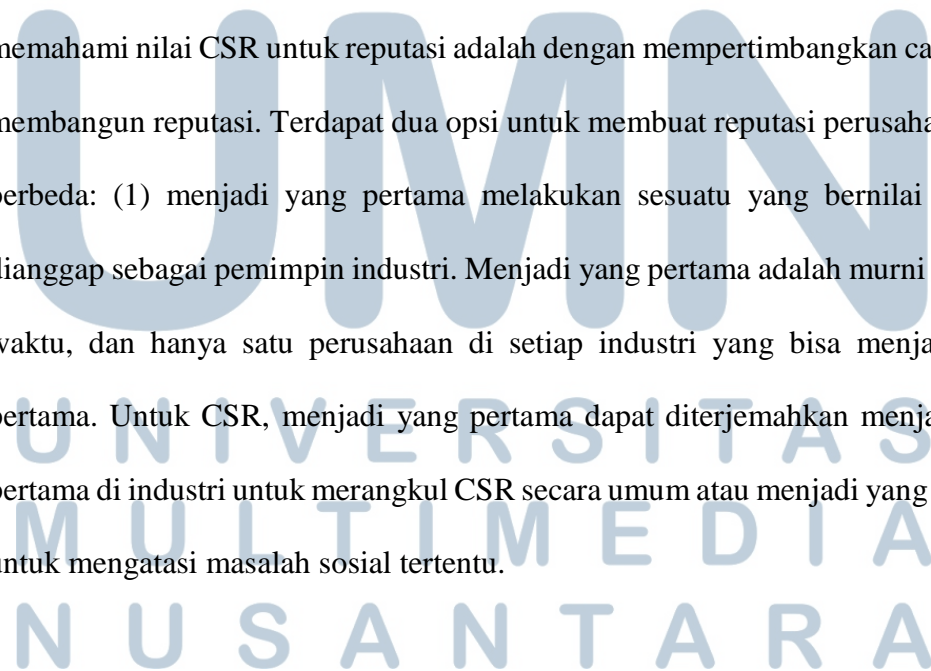 memahami nilai CSR untuk reputasi adalah dengan mempertimbangkan ca
membangun reputasi. Terdapat dua opsi untuk membuat reputasi perusaha
berbeda: (1) menjadi yang pertama melakukan sesuatu yang bernilai
dianggap sebagai pemimpin industri. Menjadi yang pertama adalah murni
waktu, dan hanya satu perusahaan di setiap industri yang bisa menja
pertama. Untuk CSR, menjadi yang pertama dapat diterjemahkan menja
pertama di industri untuk merangkul CSR secara umum atau menjadi yang
untuk mengatasi masalah sosial tertentu.
UMN
UNIVERSITAS
MULTIMEDIA
NUSANTARA